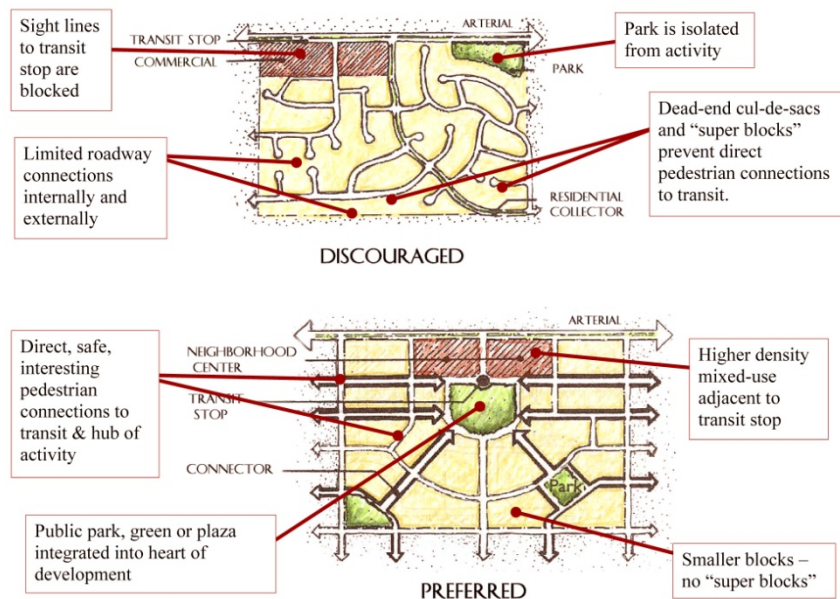 Sight lines
to transit
stop are
blocked
TRANSIT STOP
COMMERCIAL
ARTERIAL
PARK
Park is isolated
from activity
Limited roadway
connections
internally and
externally
Dead-end cul-de-sacs
and “super blocks”
prevent direct
pedestrian connections
to transit.
RESIDENTIAL
COLLECTOR
DISCOURAGED
ARTERIAL
Direct, safe,
interesting
pedestrian
connections to
transit & hub of
activity
NEIGHBORHOOD
CENTER
TRANSIT
STOP
CONNECTOR
Higher density
mixed-use
adjacent to
transit stop
Park
Public park, green or plaza
integrated into heart of
development
Smaller blocks –
no “super blocks”
PREFERRED